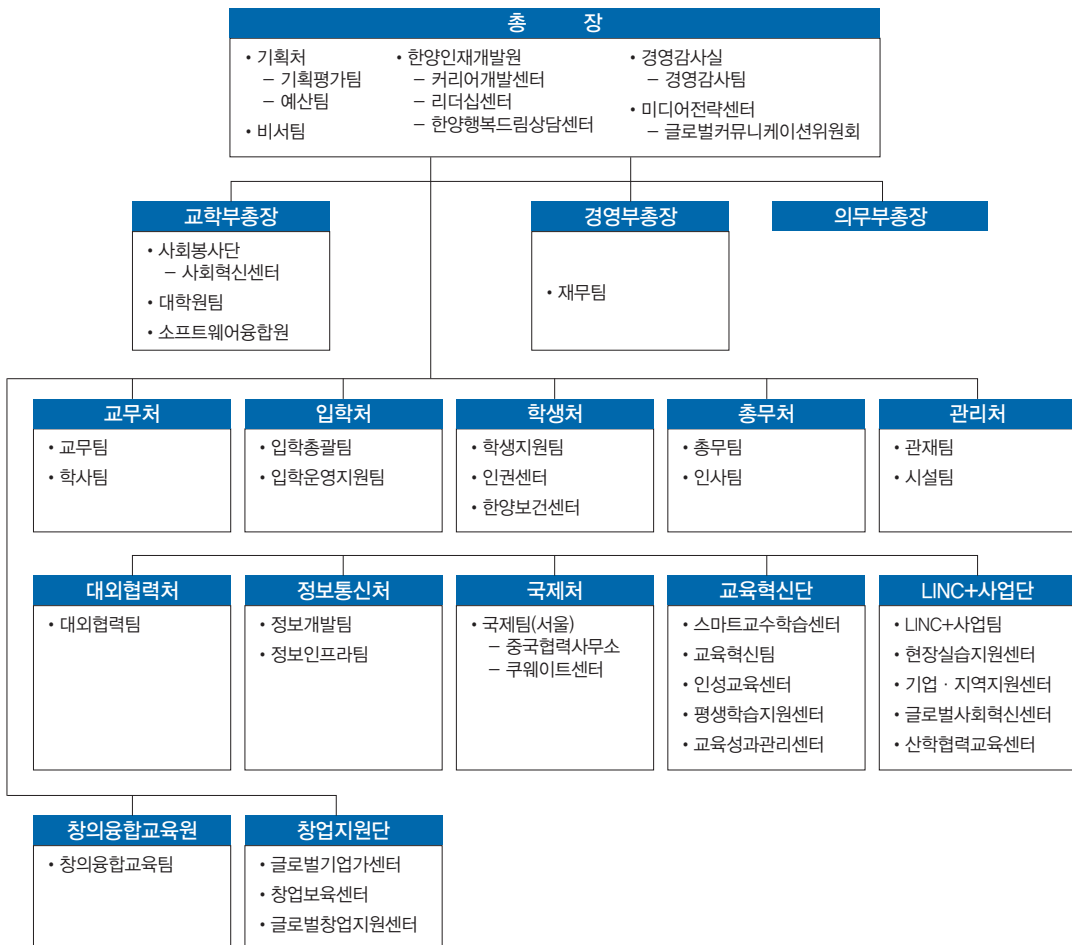 총 장
• 기획처
– 기획평가팀
– 예산팀
• 비서팀
• 한양인재개발원
– 커리어개발센터
– 리더십센터
– 한양행복드림상담센터
• 경영감사실
– 경영감사팀
• 미디어전략센터
– 글로벌커뮤니케이션위원회
교학부총장
• 사회봉사단
– 사회혁신센터
• 대학원팀
• 소프트웨어융합원
경영부총장
• 재무팀
의무부총장
교무처
• 교무팀
• 학사팀
입학처
• 입학총괄팀
• 입학운영지원팀
학생처
• 학생지원팀
• 인권센터
• 한양보건센터
총무처
• 총무팀
• 인사팀
관리처
• 관재팀
• 시설팀
대외협력처
• 대외협력팀
정보통신처
• 정보개발팀
• 정보인프라팀
국제처
• 국제팀(서울)
– 중국협력사무소
– 쿠웨이트센터
교육혁신단
• 스마트교수학습센터
• 교육혁신팀
• 인성교육센터
• 평생학습지원센터
• 교육성과관리센터
LINC+사업단
• LINC+사업팀
• 현장실습지원센터
• 기업 · 지역지원센터
• 글로벌사회혁신센터
• 산학협력교육센터
창의융합교육원
• 창의융합교육팀
창업지원단
• 글로벌기업가센터
• 창업보육센터
• 글로벌창업지원센터